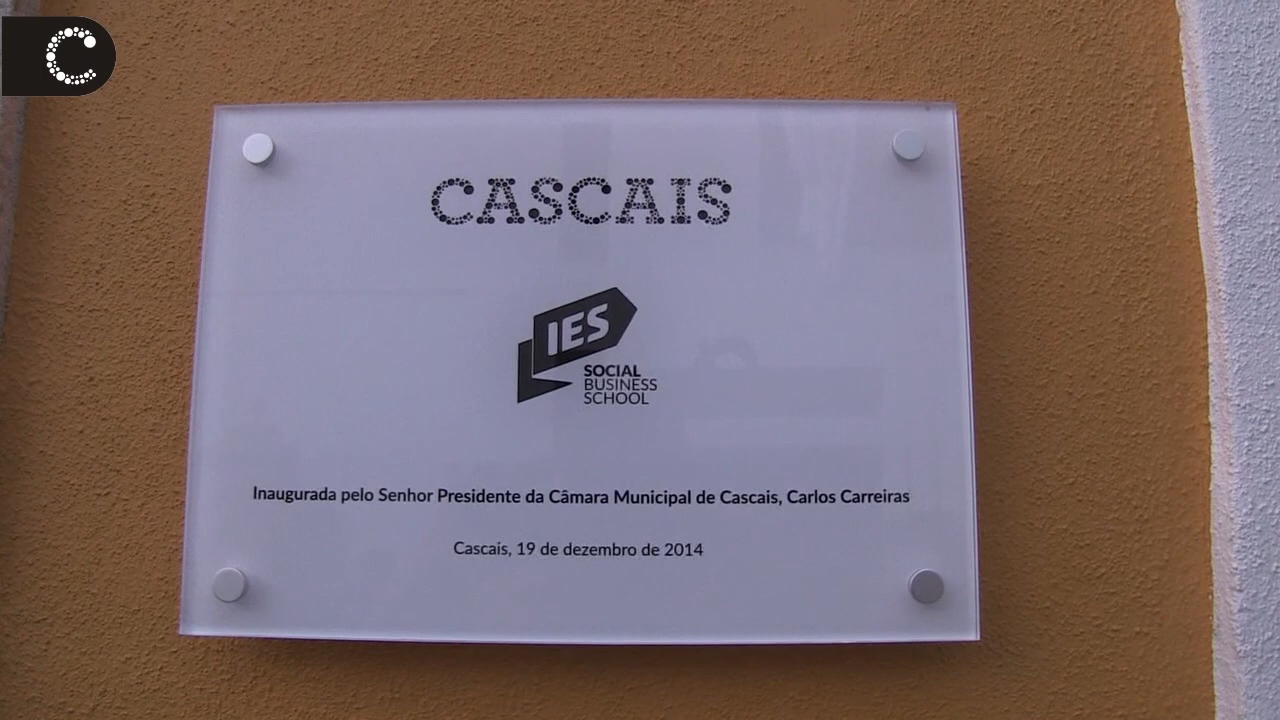 C
CASCAIS
IES
SOCIAL
BUSINESS
SCHOOL
Inaugurada pelo Senhor Presidente da Câmara Municipal de Cascais, Carlos Carreiras
Cascais, 19 de dezembro de 2014